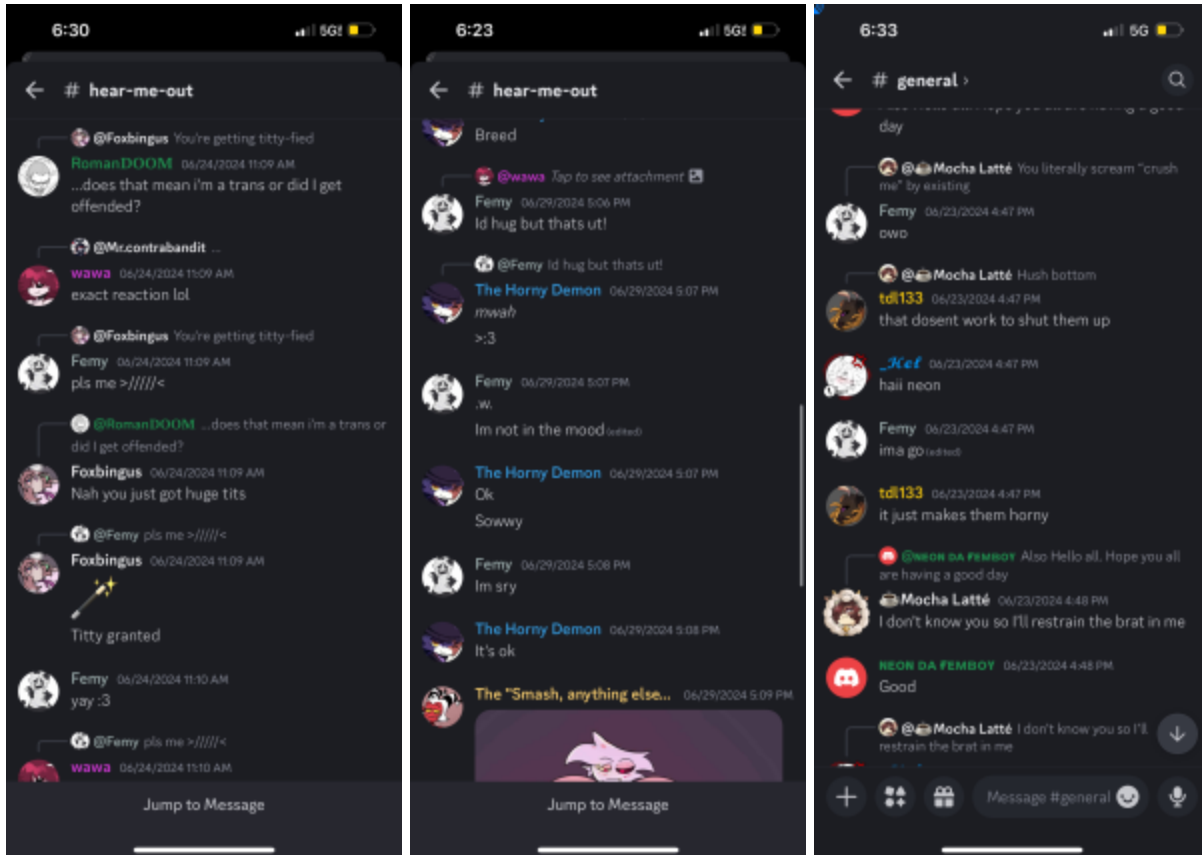 6:30
5G
hear-me-out
@Foxbingus You're getting titty-fied
RomanDOOM 06/24/2024 11:09 AM
...does that mean i'm a trans or did I get
offended?
@Mr.contrabandit ...
wawa 06/24/2024 11:09 AM
exact reaction lol
@Foxbingus You're getting titty-fied
Femy 06/24/2024 11:09 AM
pls me >/////<
@RomanDOOM ...does that mean i'm a trans or
did I get offended?
Foxbingus 06/24/2024 11:09 AM
Nah you just got huge tits
@Femy pls me >/////<
Foxbingus 06/24/2024 11:09 AM
Titty granted
Femy 06/24/2024 11:10 AM
yay :3
@Femy pls me >/////<
wawa 06/24/2024 11:10 AM
Jump to Message
6:23
5G
hear-me-out
Breed
@wawa Tap to see attachment
Femy 06/29/2024 5:06 PM
Id hug but thats ut!
@Femy Id hug but thats ut!
The Horny Demon 06/29/2024 5:07 PM
mwah
>:3
Femy 06/29/2024 5:07 PM
.w.
Im not in the mood (edited)
The Horny Demon 06/29/2024 5:07 PM
Ok
Sowwy
Femy 06/29/2024 5:08 PM
Im sry
The Horny Demon 06/29/2024 5:08 PM
It's ok
The "Smash, anything else... 06/29/2024 5:09 PM
Jump to Message
6:33
5G
# general ›
day
@☕Mocha Latté You literally scream "crush
me" by existing
Femy 06/23/2024 4:47 PM
owo
@☕Mocha Latté Hush bottom
tdl133 06/23/2024 4:47 PM
that dosent work to shut them up
_Kel 06/23/2024 4:47 PM
haii neon
Femy 06/23/2024 4:47 PM
ima go (edited)
tdl133 06/23/2024 4:47 PM
it just makes them horny
@NEON DA FEMBOY Also Hello all. Hope you all
are having a good day
☕Mocha Latté 06/23/2024 4:48 PM
I don't know you so I'll restrain the brat in me
NEON DA FEMBOY 06/23/2024 4:48 PM
Good
@☕Mocha Latté I don't know you so I'll
restrain the brat in me
Message #general